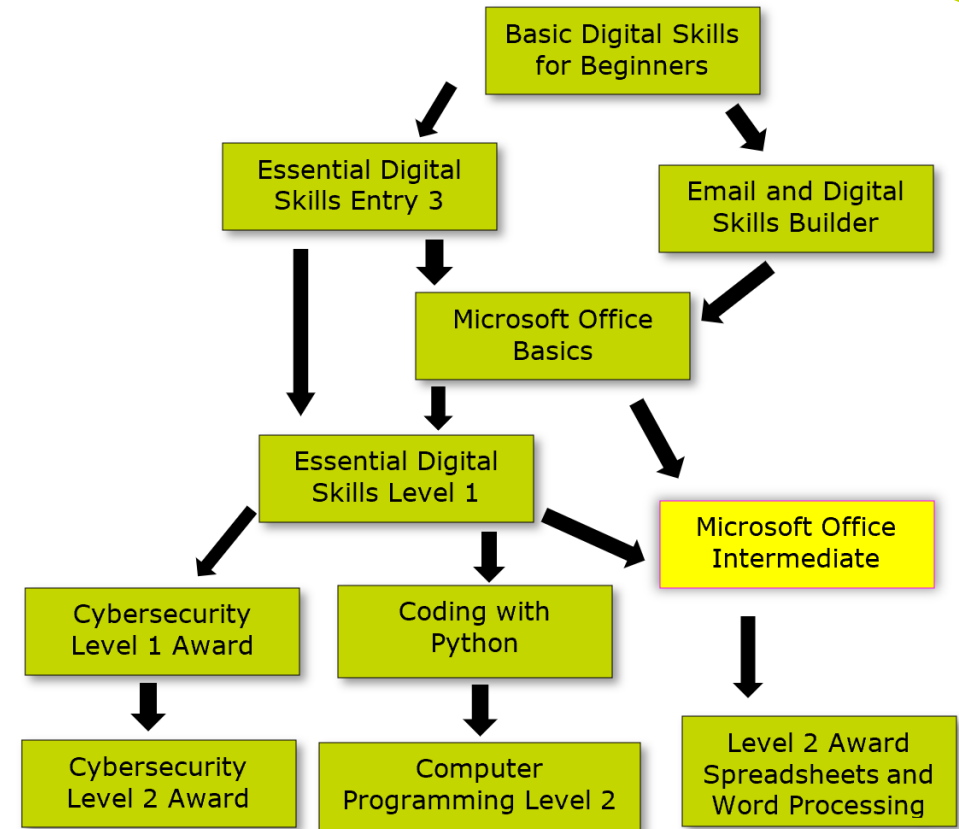 Basic Digital Skills
for Beginners
Essential Digital
Skills Entry 3
Email and Digital
Skills Builder
Microsoft Office
Basics
Essential Digital
Skills Level 1
Microsoft Office
Intermediate
Cybersecurity
Level 1 Award
Coding with
Python
Cybersecurity
Level 2 Award
Computer
Programming Level 2
Level 2 Award
Spreadsheets and
Word Processing